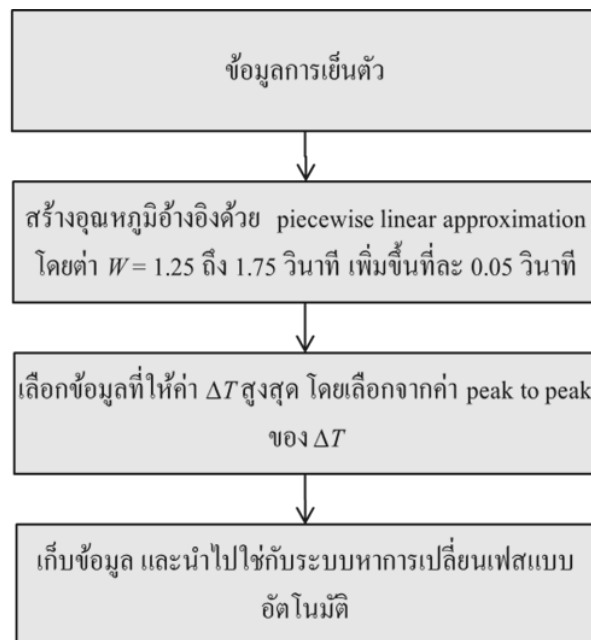 ข้อมูลการเย็นตัว
สร้างอุณหภูมิอ้างอิงด้วย piecewise linear approximation
โดยต่า W = 1.25 ถึง 1.75 วินาที เพิ่มขึ้นที่ละ 0.05 วินาที
เลือกข้อมูลที่ให้ค่า ΔT สูงสุด โดยเลือกจากค่า peak to peak
ของ ΔT
เก็บข้อมูล และนำไปใช่กับระบบหาการเปลี่ยนเฟสแบบ
อัตโนมัติ